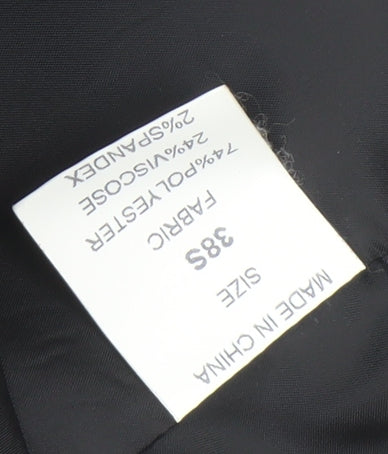 MADE IN CHINA
SIZE
38S
FABRIC
74%POLYESTER
24%VISCOSE
2%SPANDEX